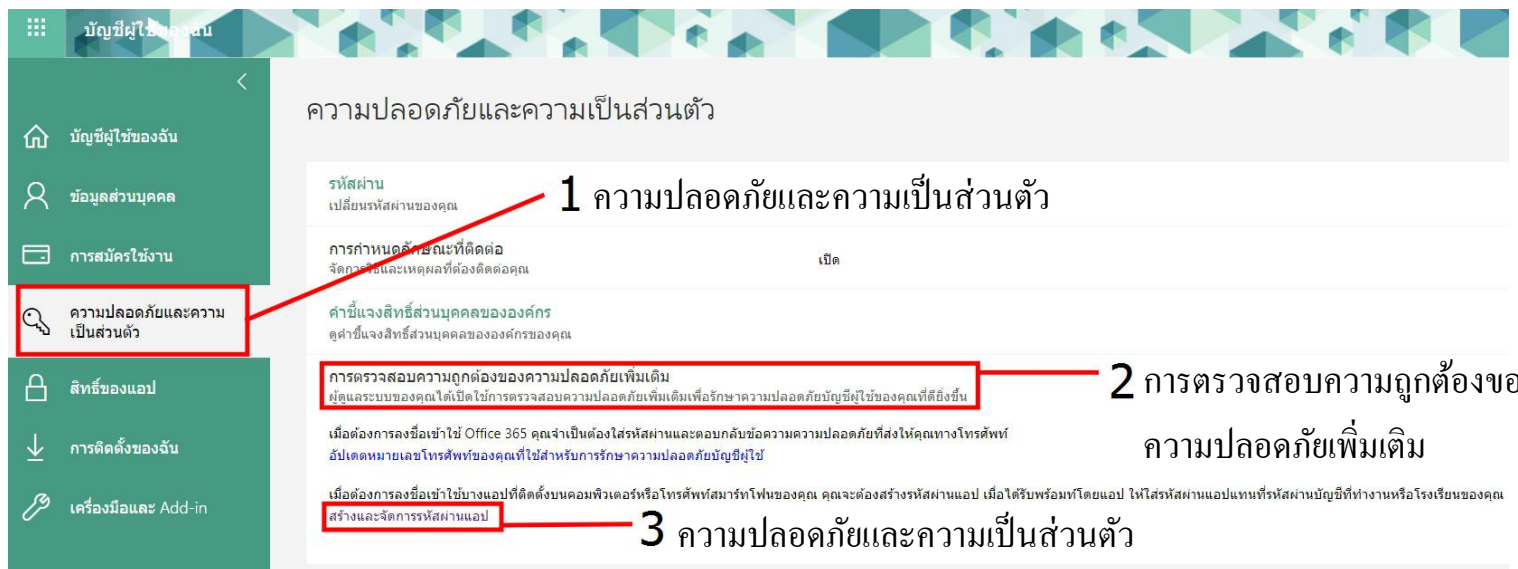 บัญชีผู้ใช้ของฉัน
ความปลอดภัยและความเป็นส่วนตัว
บัญชีผู้ใช้ของฉัน
ข้อมูลส่วนบุคคล
การสมัครใช้งาน
ความปลอดภัยและความ
เป็นส่วนตัว
สิทธิ์ของแอป
การติดตั้งของฉัน
เครื่องมือและ Add-in
รหัสผ่าน
เปลี่ยนรหัสผ่านของคุณ
1 ความปลอดภัยและความเป็นส่วนตัว
การกำหนดลักษณะที่ติดต่อ
เปิด
จัดการวิธีและเหตุผลที่ต้องติดต่อคุณ
คำชี้แจงสิทธิ์ส่วนบุคคลขององค์กร
ดูคำชี้แจงสิทธิ์ส่วนบุคคลขององค์กรของคุณ
การตรวจสอบความถูกต้องของความปลอดภัยเพิ่มเติม
ผู้ดูแลระบบของคุณได้เปิดใช้การตรวจสอบความปลอดภัยเพิ่มเติมเพื่อรักษาความปลอดภัยบัญชีผู้ใช้ของคุณที่ดียิ่งขึ้น
2 การตรวจสอบความถูกต้องขอ
ความปลอดภัยเพิ่มเติม
เมื่อต้องการลงชื่อเข้าใช้ Office 365 คุณจำเป็นต้องใส่รหัสผ่านและตอบกลับข้อความความปลอดภัยที่ส่งให้คุณทางโทรศัพท์
อัปเดตหมายเลขโทรศัพท์ของคุณที่ใช้สำหรับการรักษาความปลอดภัยบัญชีผู้ใช้
เมื่อต้องการลงชื่อเข้าใช้บางแอปที่ติดตั้งบนคอมพิวเตอร์หรือโทรศัพท์สมาร์ทโฟนของคุณ คุณจะต้องสร้างรหัสผ่านแอป เมื่อได้รับพร้อมท์โดยแอป ให้ใส่รหัสผ่านแอปแทนที่รหัสผ่านบัญชีที่ทำงานหรือโรงเรียนของคุณ
สร้างและจัดการรหัสผ่านแอป
3 ความปลอดภัยและความเป็นส่วนตัว